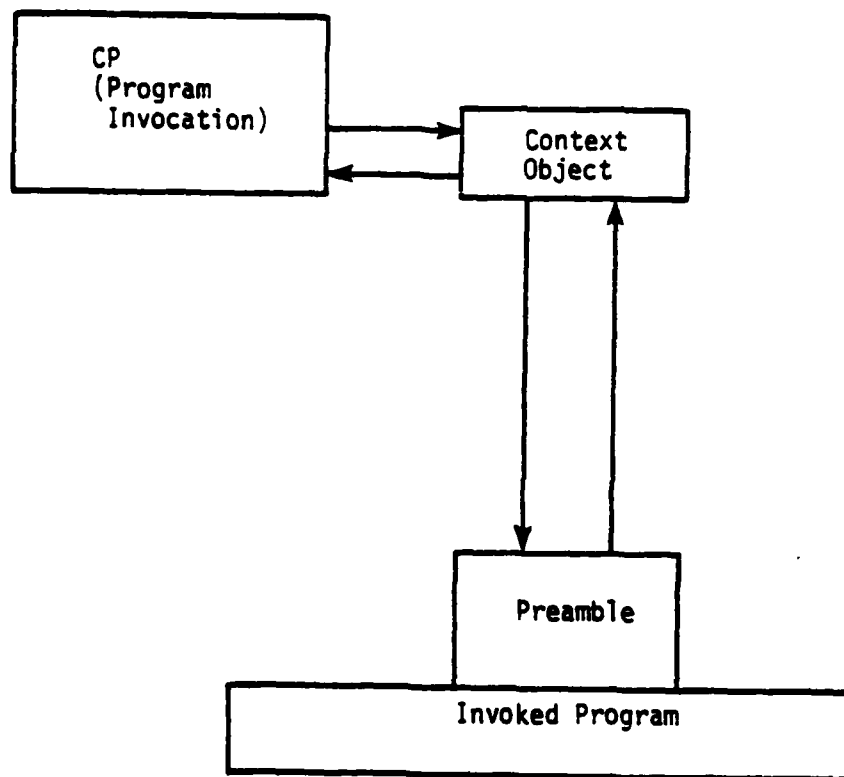 CP
(Program
Invocation)
Context
Object
Preamble
Invoked Program